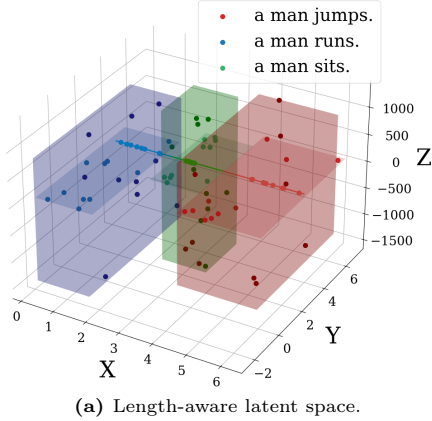 a man jumps.
a man runs.
a man sits.
1000
500
0
−500
−1000
−1500
Z
0
1
2
3
4
5
6
X
−2
0
2
4
6
Y
(a) Length-aware latent space.